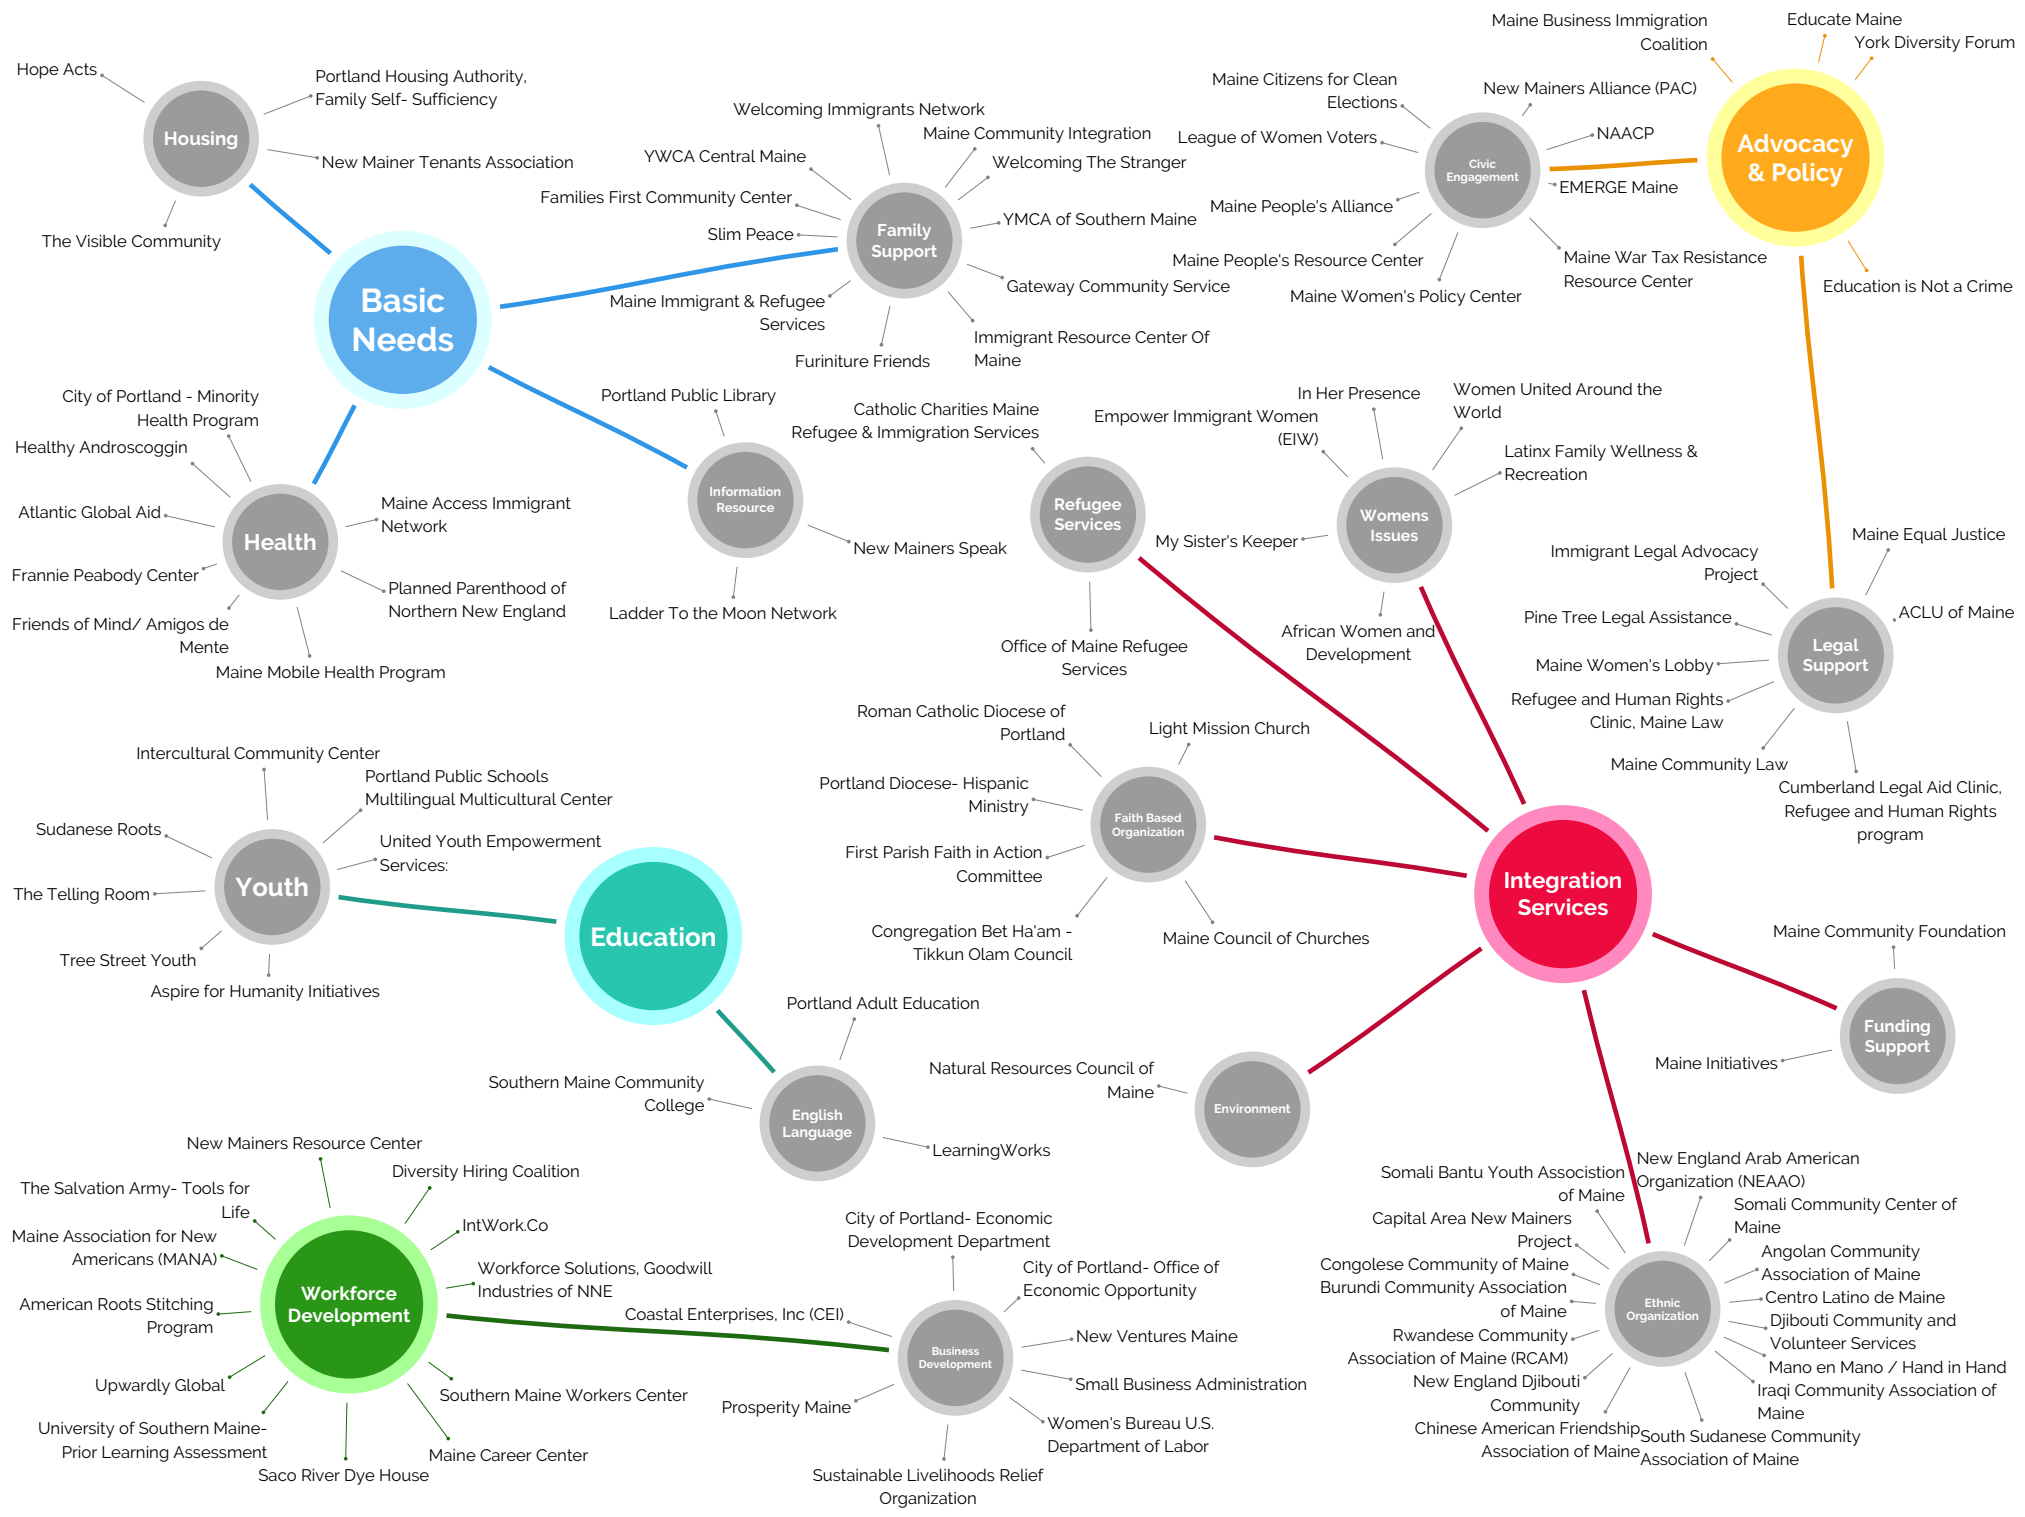 Hope Acts
Portland Housing Authority,
Family Self- Sufficiency
Housing
New Mainer Tenants Association
The Visible Community
Basic
Needs
Welcoming Immigrants Network
Maine Community Integration
YWCA Central Maine
Welcoming The Stranger
Families First Community Center
YMCA of Southern Maine
Slim Peace
Family
Support
Gateway Community Service
Maine Immigrant & Refugee
Services
Immigrant Resource Center Of
Maine
Furiniture Friends
City of Portland - Minority
Health Program
Healthy Androscoggin
Atlantic Global Aid
Maine Access Immigrant
Network
Health
Frannie Peabody Center
Planned Parenthood of
Northern New England
Friends of Mind/ Amigos de
Mente
Maine Mobile Health Program
Portland Public Library
Information
Resource
New Mainers Speak
Ladder To the Moon Network
Maine Business Immigration
Coalition
Educate Maine
York Diversity Forum
Advocacy
& Policy
Education is Not a Crime
Maine Citizens for Clean
Elections
New Mainers Alliance (PAC)
League of Women Voters
NAACP
Civic
Engagement
EMERGE Maine
Maine People's Alliance
Maine People's Resource Center
Maine War Tax Resistance
Resource Center
Maine Women's Policy Center
Maine Equal Justice
Immigrant Legal Advocacy
Project
ACLU of Maine
Pine Tree Legal Assistance
Legal
Support
Maine Women's Lobby
Refugee and Human Rights
Clinic, Maine Law
Maine Community Law
Cumberland Legal Aid Clinic,
Refugee and Human Rights
program
Catholic Charities Maine
Refugee & Immigration Services
Refugee
Services
Office of Maine Refugee
Services
In Her Presence
Women United Around the
World
Empower Immigrant Women
(EIW)
Latinx Family Wellness &
Recreation
Womens
Issues
My Sister's Keeper
African Women and
Development
Roman Catholic Diocese of
Portland
Light Mission Church
Portland Diocese- Hispanic
Ministry
Faith Based
Organization
First Parish Faith in Action
Committee
Congregation Bet Ha'am -
Tikkun Olam Council
Maine Council of Churches
Integration
Services
Maine Community Foundation
Funding
Support
Maine Initiatives
Natural Resources Council of
Maine
Environment
Intercultural Community Center
Portland Public Schools
Multilingual Multicultural Center
Sudanese Roots
United Youth Empowerment
Services:
Youth
The Telling Room
Tree Street Youth
Aspire for Humanity Initiatives
Education
Portland Adult Education
Southern Maine Community
College
English
Language
LearningWorks
New Mainers Resource Center
Diversity Hiring Coalition
The Salvation Army- Tools for
Life
IntWork.Co
Maine Association for New
Americans (MANA)
Workforce Solutions, Goodwill
Industries of NNE
Workforce
Development
American Roots Stitching
Program
Upwardly Global
Southern Maine Workers Center
University of Southern Maine-
Prior Learning Assessment
Maine Career Center
Saco River Dye House
City of Portland- Economic
Development Department
City of Portland- Office of
Economic Opportunity
Coastal Enterprises, Inc (CEI)
New Ventures Maine
Business
Development
Small Business Administration
Prosperity Maine
Women's Bureau U.S.
Department of Labor
Sustainable Livelihoods Relief
Organization
Somali Bantu Youth Association
of Maine
New England Arab American
Organization (NEAAO)
Capital Area New Mainers
Project
Somali Community Center of
Maine
Congolese Community of Maine
Angolan Community
Association of Maine
Burundi Community Association
of Maine
Centro Latino de Maine
Ethnic
Organization
Djibouti Community and
Volunteer Services
Rwandese Community
Association of Maine (RCAM)
Mano en Mano / Hand in Hand
New England Djibouti
Community
Iraqi Community Association of
Maine
Chinese American Friendship
Association of Maine
South Sudanese Community
Association of Maine